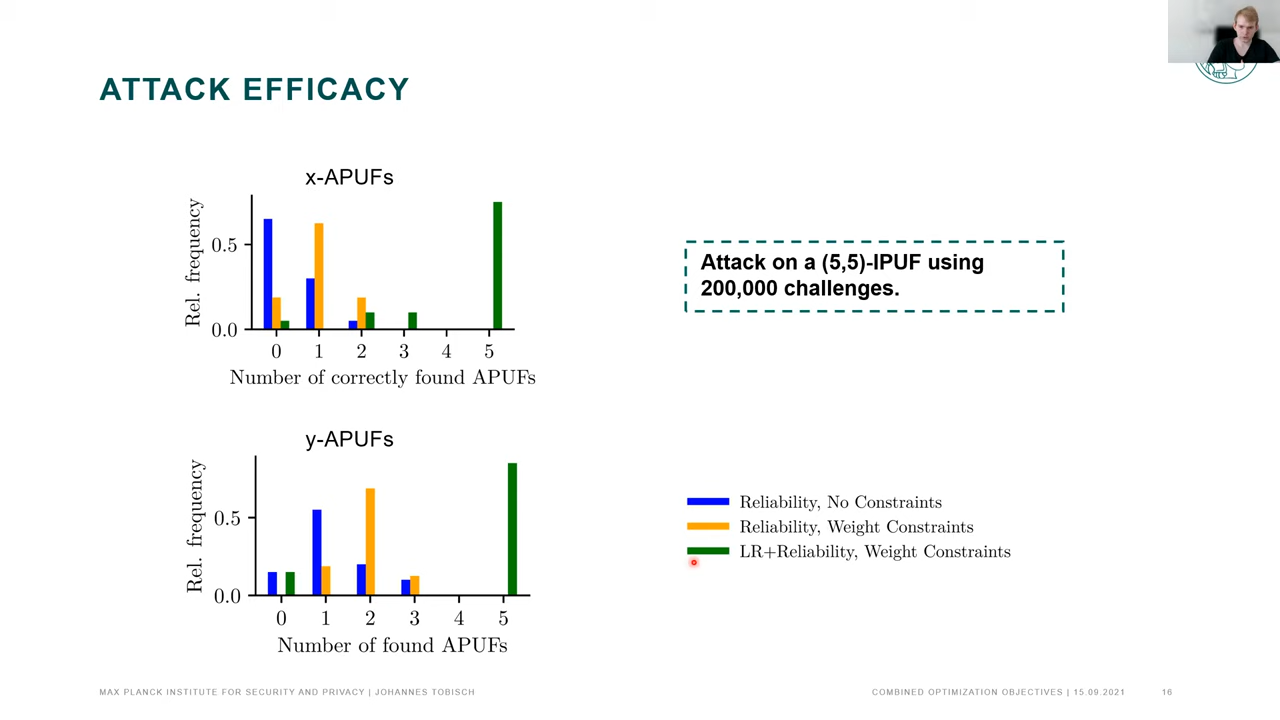 ATTACK EFFICACY
x-APUFs
Rel. frequency
0.5
0.0
0 1 2 3 4 5
Number of correctly found APUFs
Attack on a (5,5)-IPUF using
200,000 challenges.
y-APUFs
Rel. frequency
0.5
0.0
0 1 2 3 4 5
Number of found APUFs
Reliability, No Constraints
Reliability, Weight Constraints
LR+Reliability, Weight Constraints
MAX PLANCK INSTITUTE FOR SECURITY AND PRIVACY | JOHANNES TOBISCH
COMBINED OPTIMIZATION OBJECTIVES | 15.09.2021 16